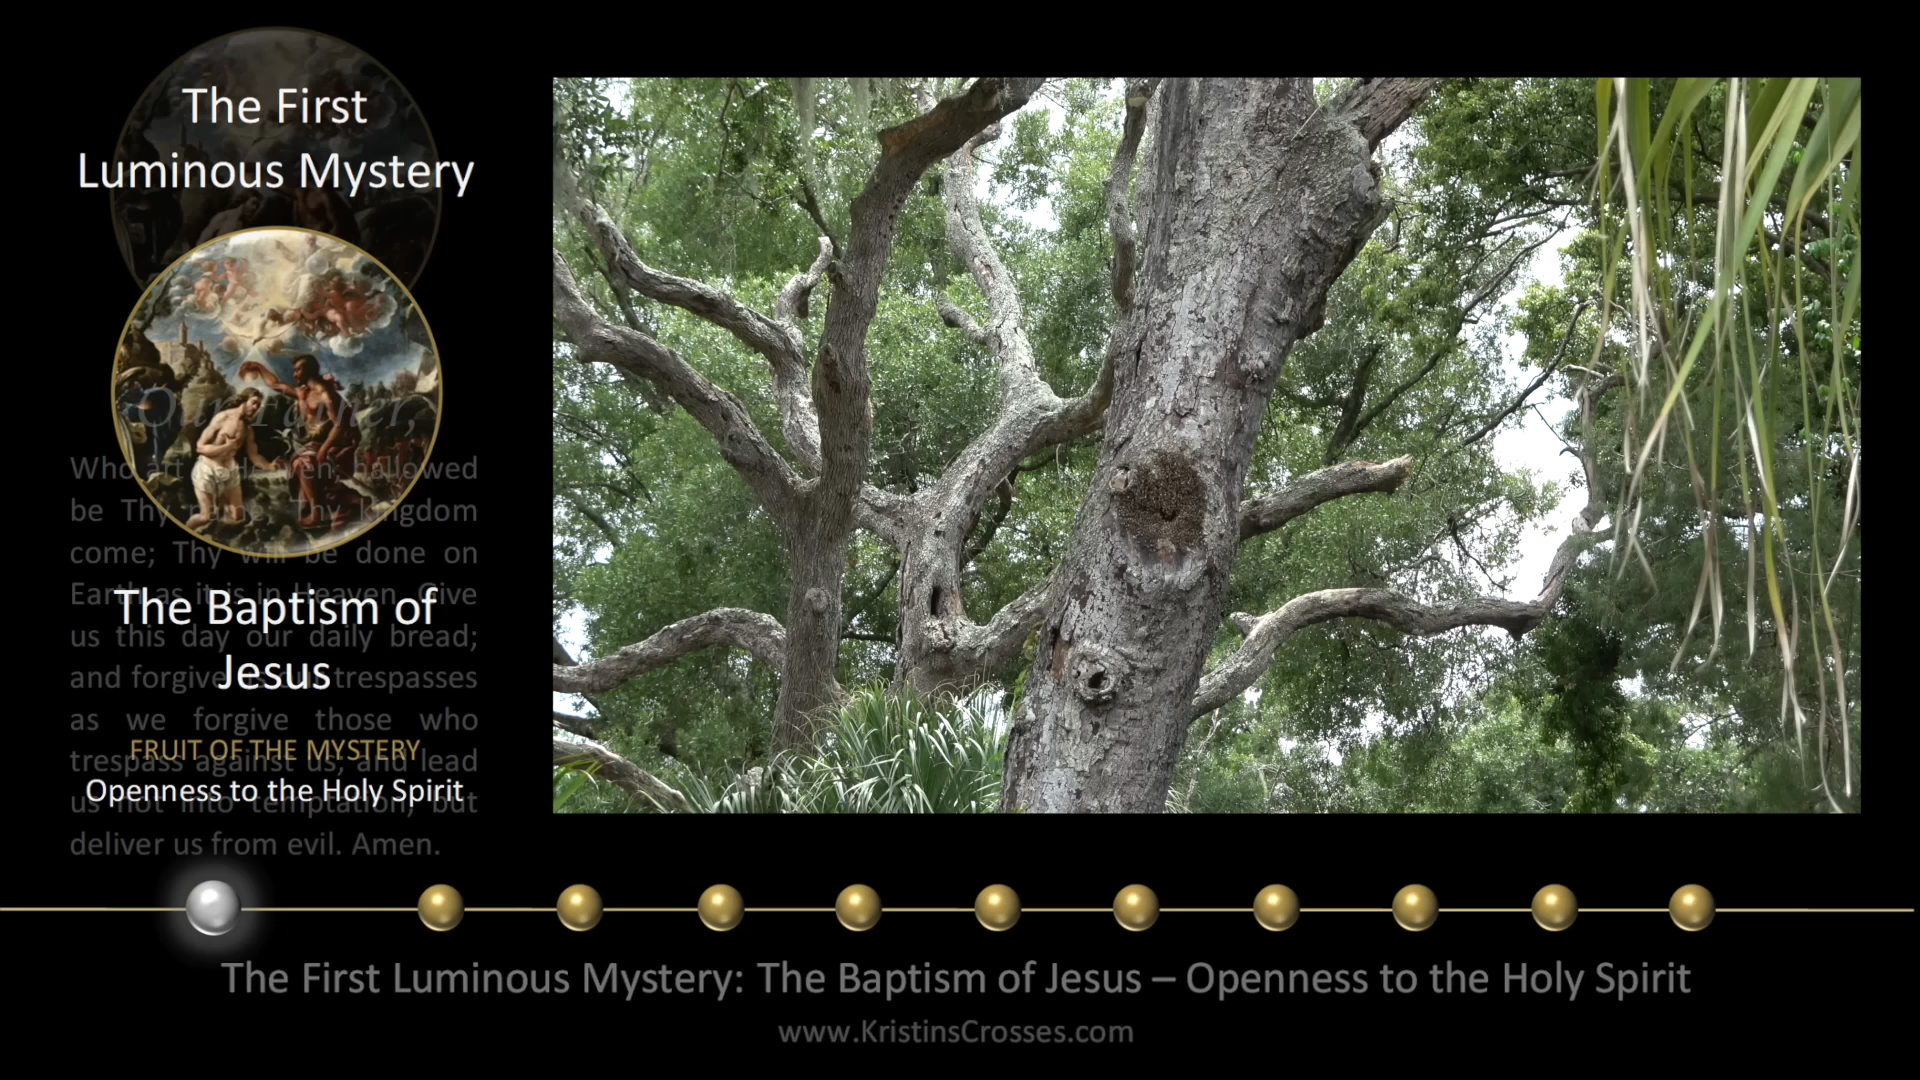 The First
Luminous Mystery
Our Father,
Who art in Heaven, hallowed
be Thy name; Thy kingdom
come; Thy will be done on
Earth as it is in Heaven. Give
us this day our daily bread;
and forgive us our trespasses
as we forgive those who
trespass against us; and lead
us not into temptation, but
deliver us from evil. Amen.
The Baptism of
Jesus
FRUIT OF THE MYSTERY
Openness to the Holy Spirit
The First Luminous Mystery: The Baptism of Jesus – Openness to the Holy Spirit
www.KristinsCrosses.com